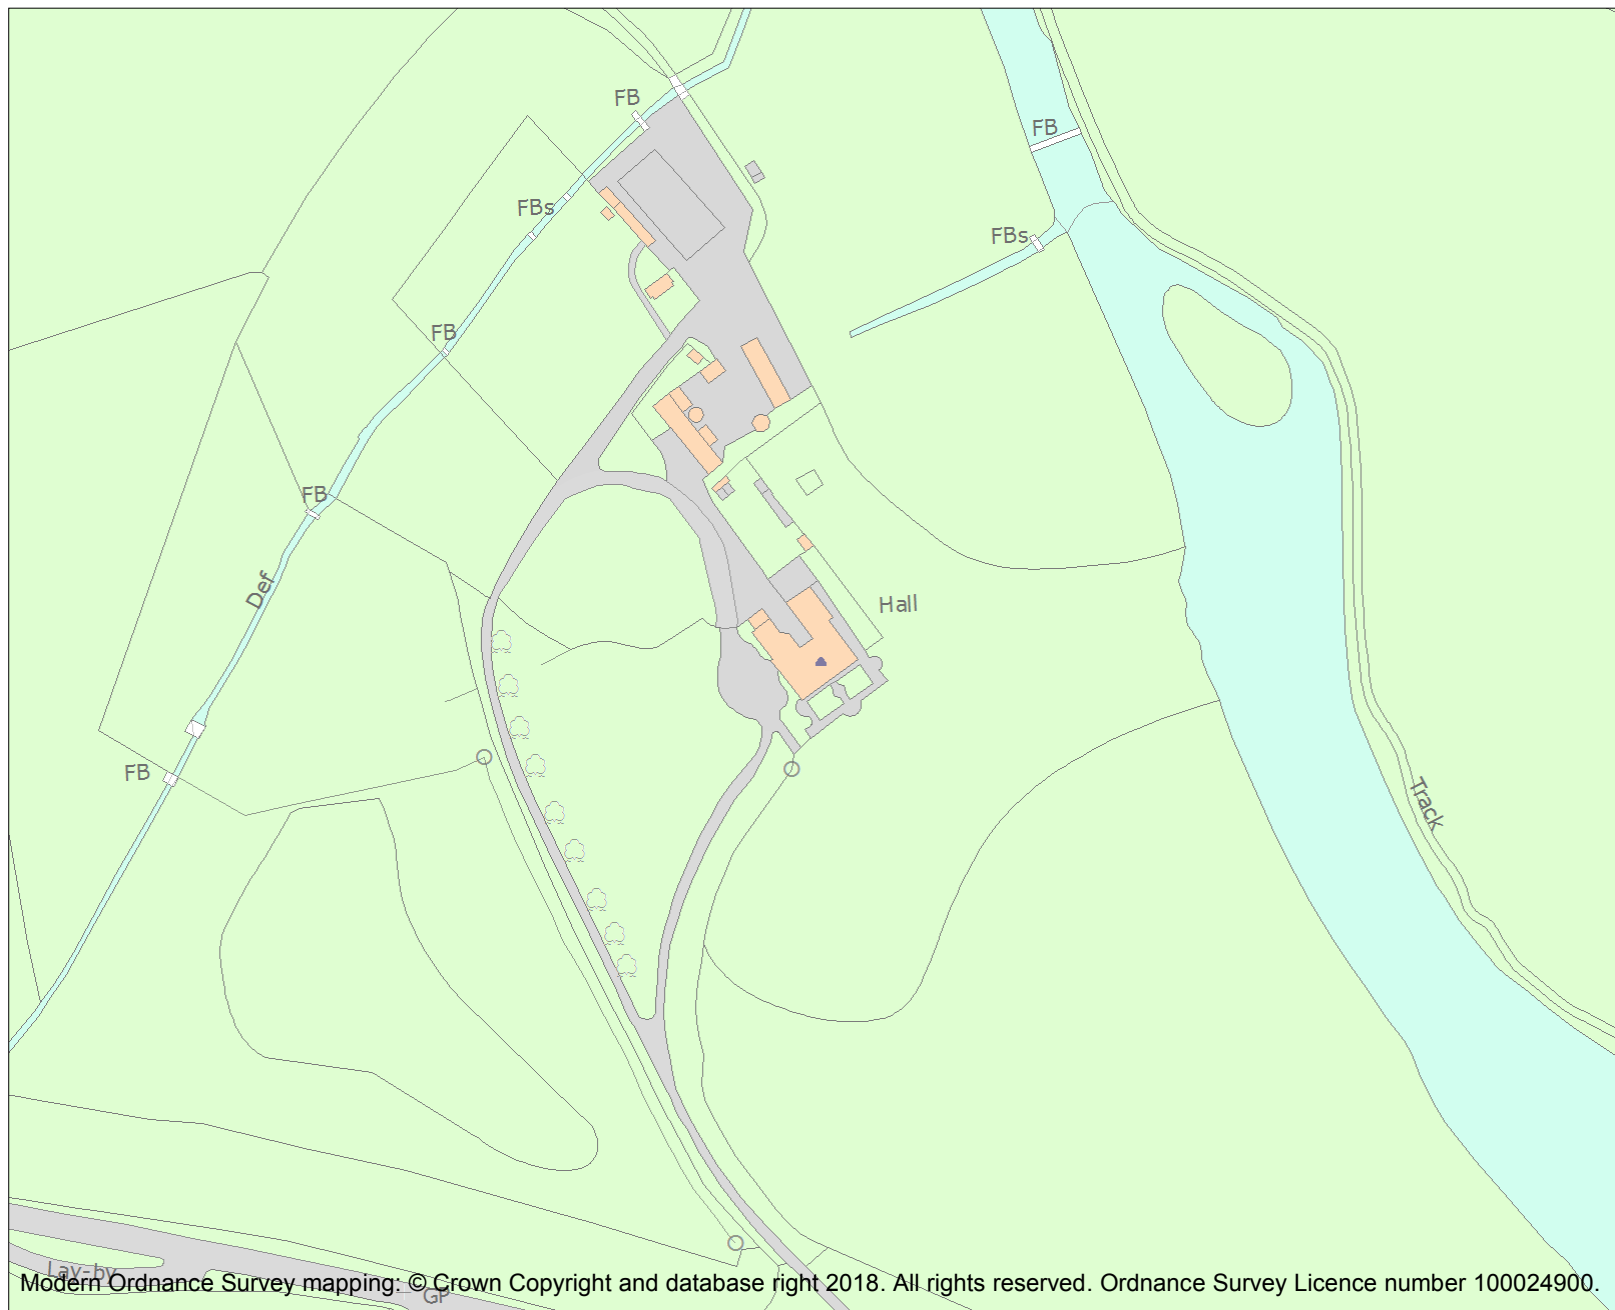 FB
FB
FBs
FBs
FB
FB
Def
Hall
FB
Track
Lay-by
Modern Ordnance Survey mapping: © Crown Copyright and database right 2018. All rights reserved. Ordnance Survey Licence number 100024900.
GP